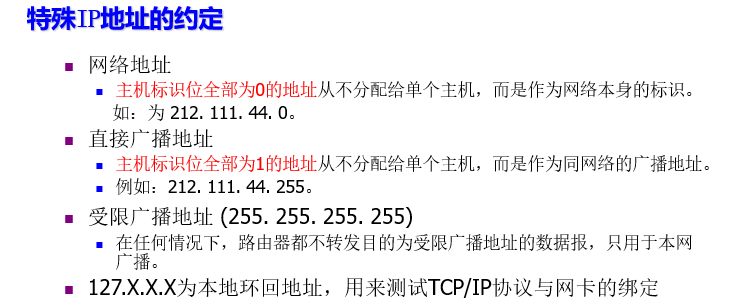 特殊IP地址的约定
网络地址
主机标识位全部为0的地址从不分配给单个主机，而是作为网络本身的标识。
如：为 212. 111. 44. 0。
直接广播地址
主机标识位全部为1的地址从不分配给单个主机，而是作为同网络的广播地址。
例如：212. 111. 44. 255。
受限广播地址 (255. 255. 255. 255)
在任何情况下，路由器都不转发目的为受限广播地址的数据报，只用于本网
广播。
127.X.X.X为本地环回地址，用来测试TCP/IP协议与网卡的绑定